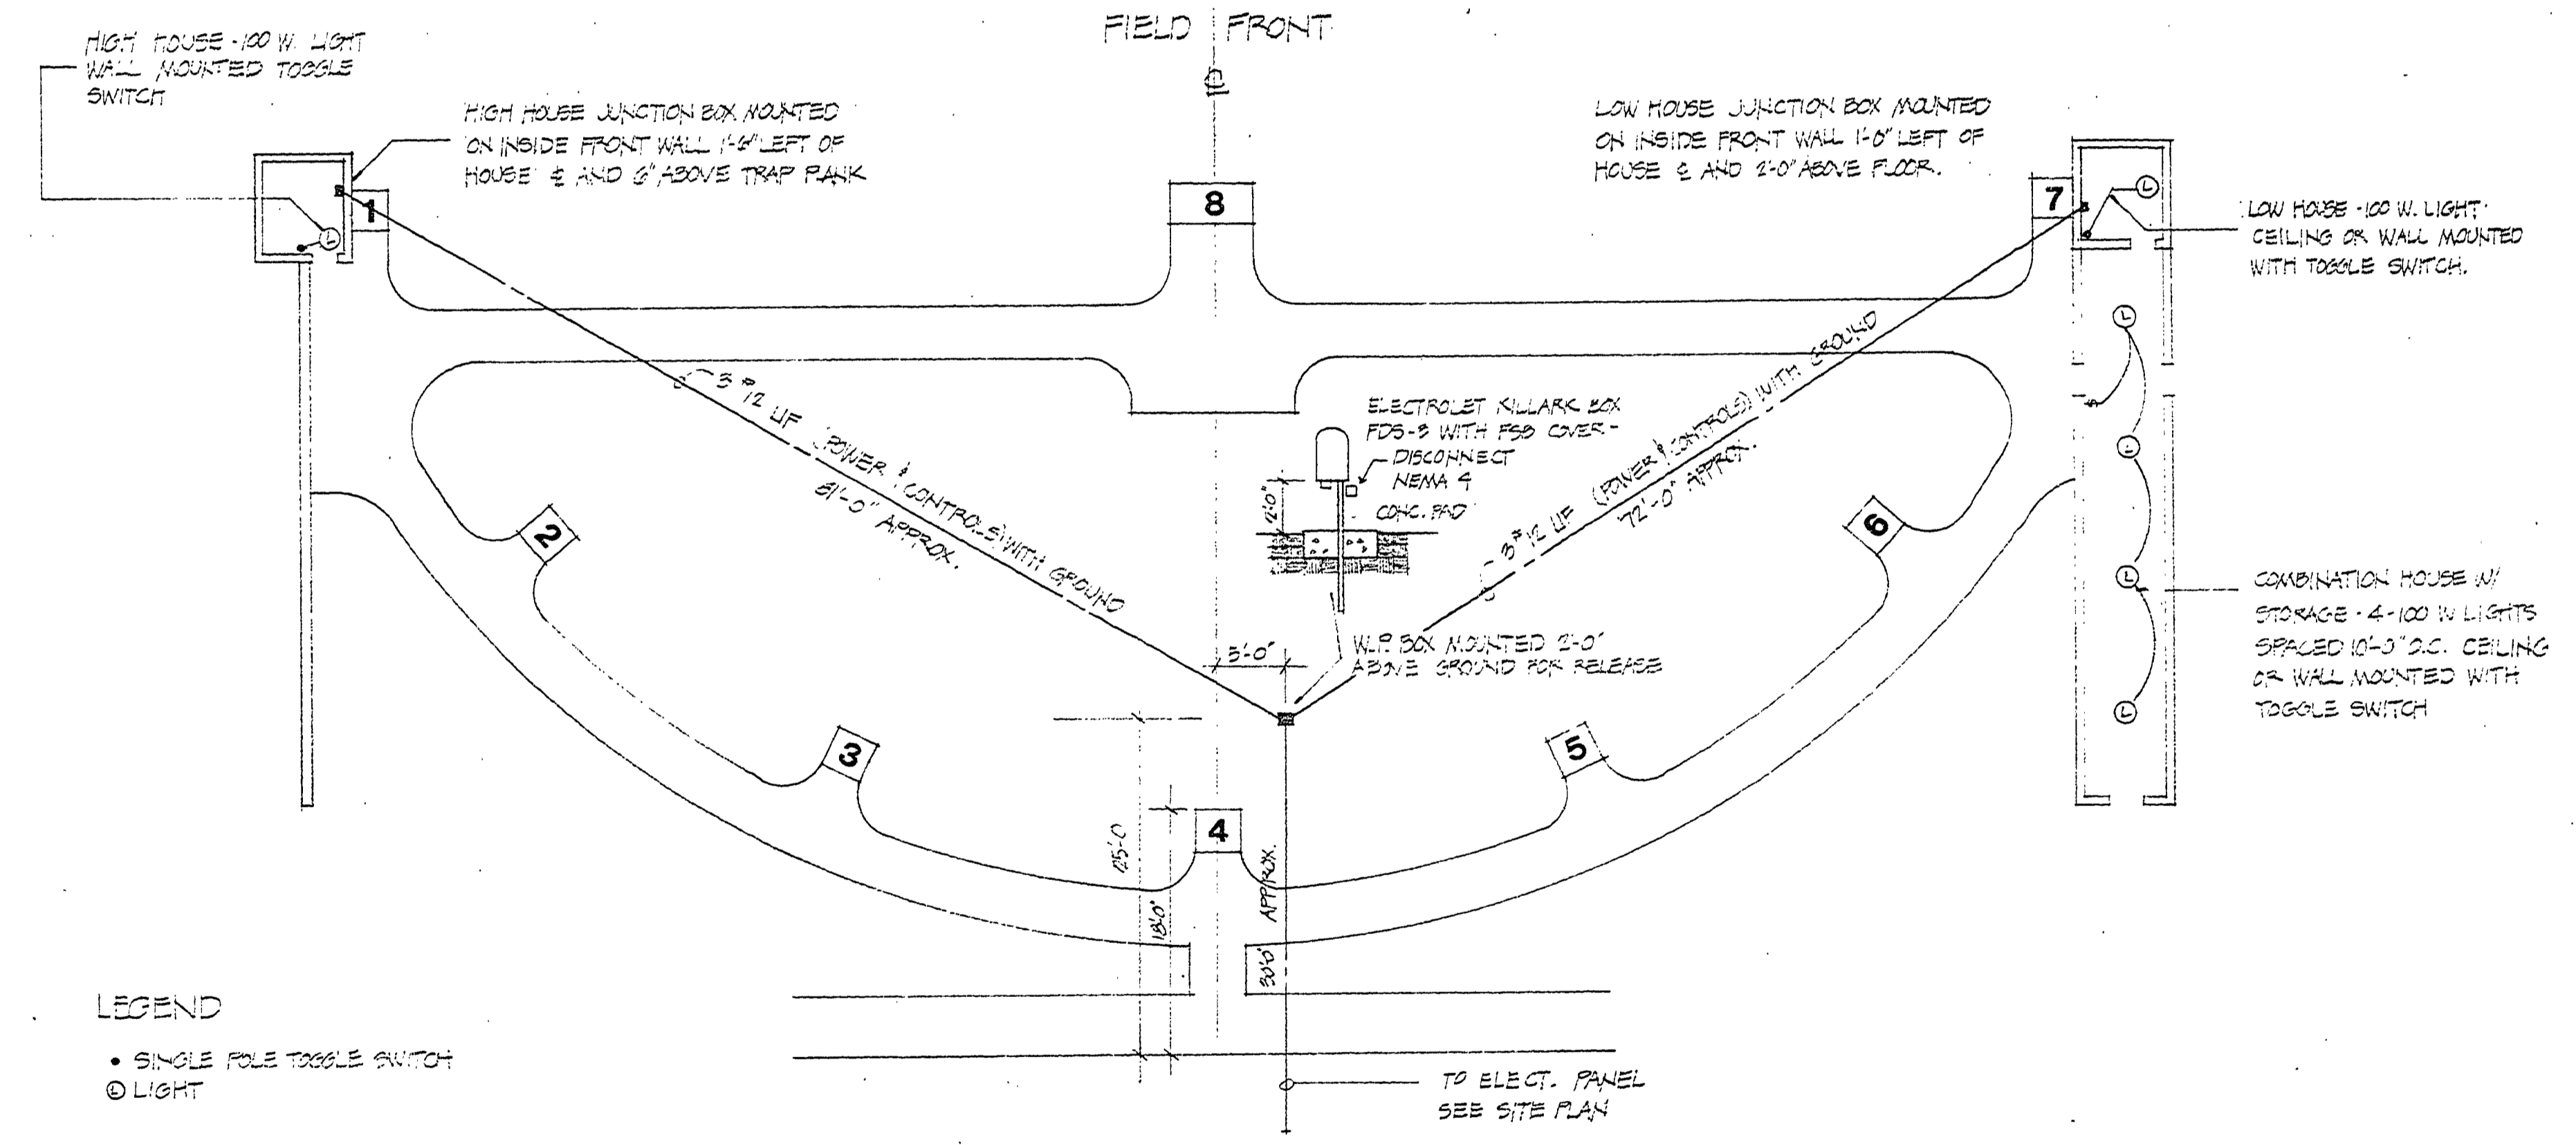 FIELD FRONT
℄
HIGH HOUSE - 100 W. LIGHT
WALL MOUNTED TOGGLE
SWITCH
HIGH HOUSE JUNCTION BOX MOUNTED
ON INSIDE FRONT WALL 1'-6" LEFT OF
HOUSE ℄ AND 6" ABOVE TRAP PLANK
LOW HOUSE JUNCTION BOX MOUNTED
ON INSIDE FRONT WALL 1'-6" LEFT OF
HOUSE ℄ AND 2'-0" ABOVE FLOOR.
LOW HOUSE - 100 W. LIGHT
CEILING OR WALL MOUNTED
WITH TOGGLE SWITCH.
1
8
7
L
L
L
3 #12 UF (POWER & CONTROLS) WITH GROUND
81'-0" APPROX.
ELECTROLET KILLARK BOX
FDS-3 WITH FSB COVER -
DISCONNECT
NEMA 4
CONC. PAD
2'-0"
3 #12 UF (POWER & CONTROLS) WITH GROUND
72'-0" APPROX.
L
2
6
L
COMBINATION HOUSE W/
STORAGE - 4-100 W LIGHTS
SPACED 10'-0" O.C. CEILING
OR WALL MOUNTED WITH
TOGGLE SWITCH
W.P. BOX MOUNTED 2'-0"
ABOVE GROUND FOR RELEASE
L
3
5
4
18'-0"
30'-0" APPROX.
LEGEND
• SINGLE POLE TOGGLE SWITCH
Ⓛ LIGHT
TO ELECT. PANEL
SEE SITE PLAN